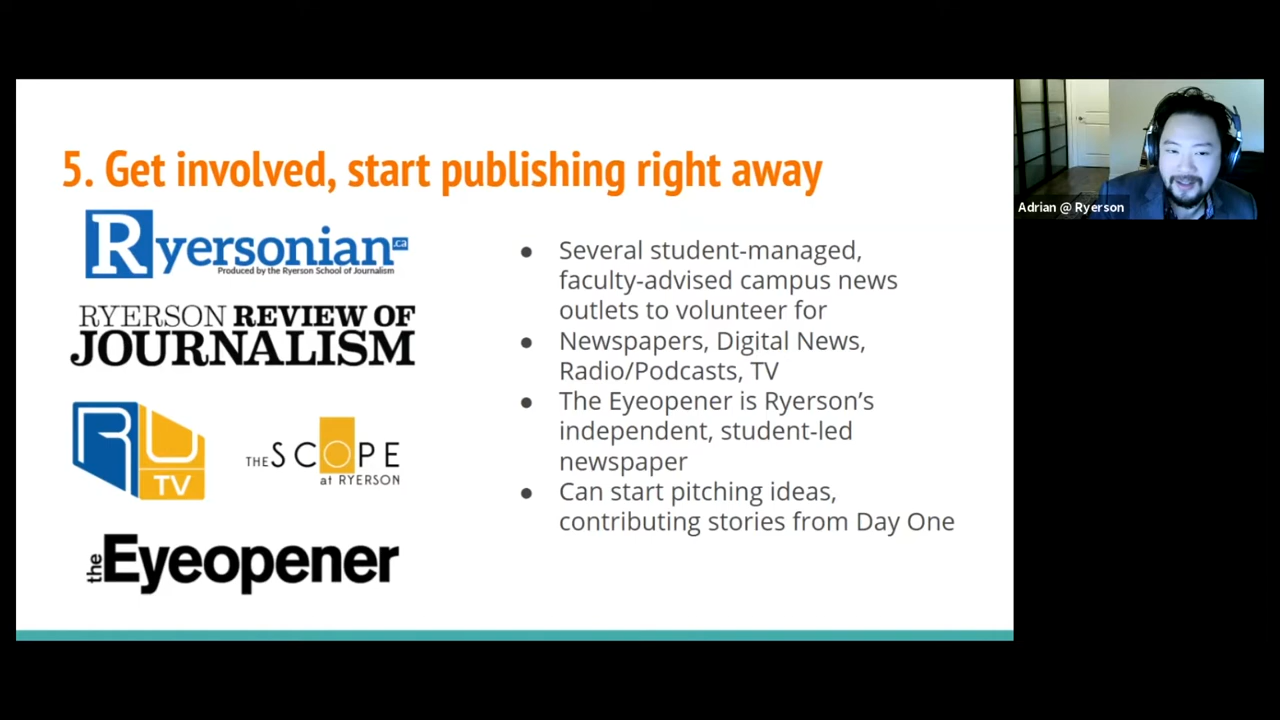 5. Get involved, start publishing right away
Ryersonian.ca
Produced by the Ryerson School of Journalism
RYERSON REVIEW OF
JOURNALISM
RU
TV
THE SCOPE
at RYERSON
the Eyeopener
● Several student-managed,
faculty-advised campus news
outlets to volunteer for
● Newspapers, Digital News,
Radio/Podcasts, TV
● The Eyeopener is Ryerson’s
independent, student-led
newspaper
● Can start pitching ideas,
contributing stories from Day One
Adrian @ Ryerson